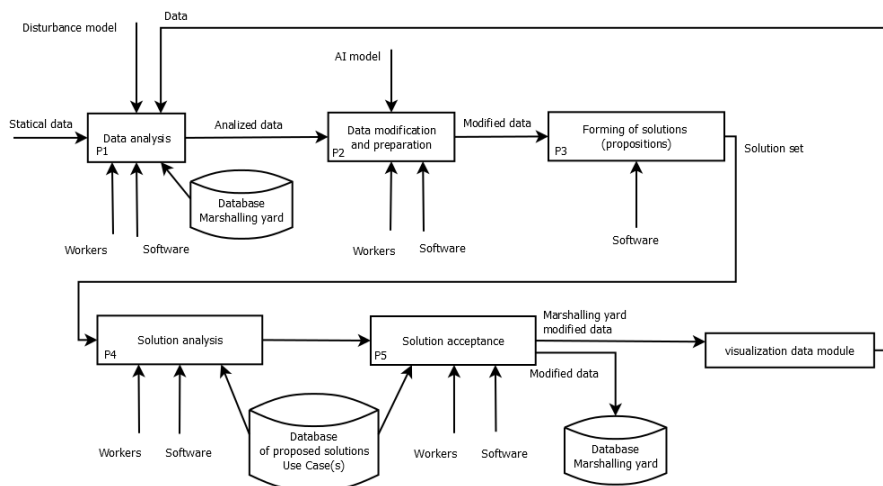 Disturbance model
Data
AI model
Statical data
Data analysis
P1
Analized data
Data modification
and preparation
P2
Modified data
Forming of solutions
(propositions)
P3
Solution set
Database
Marshalling yard
Workers
Software
Workers
Software
Software
Solution analysis
P4
Solution acceptance
P5
Marshalling yard
modified data
Modified data
visualization data module
Workers
Software
Database
of proposed solutions
Use Case(s)
Workers
Software
Database
Marshalling yard